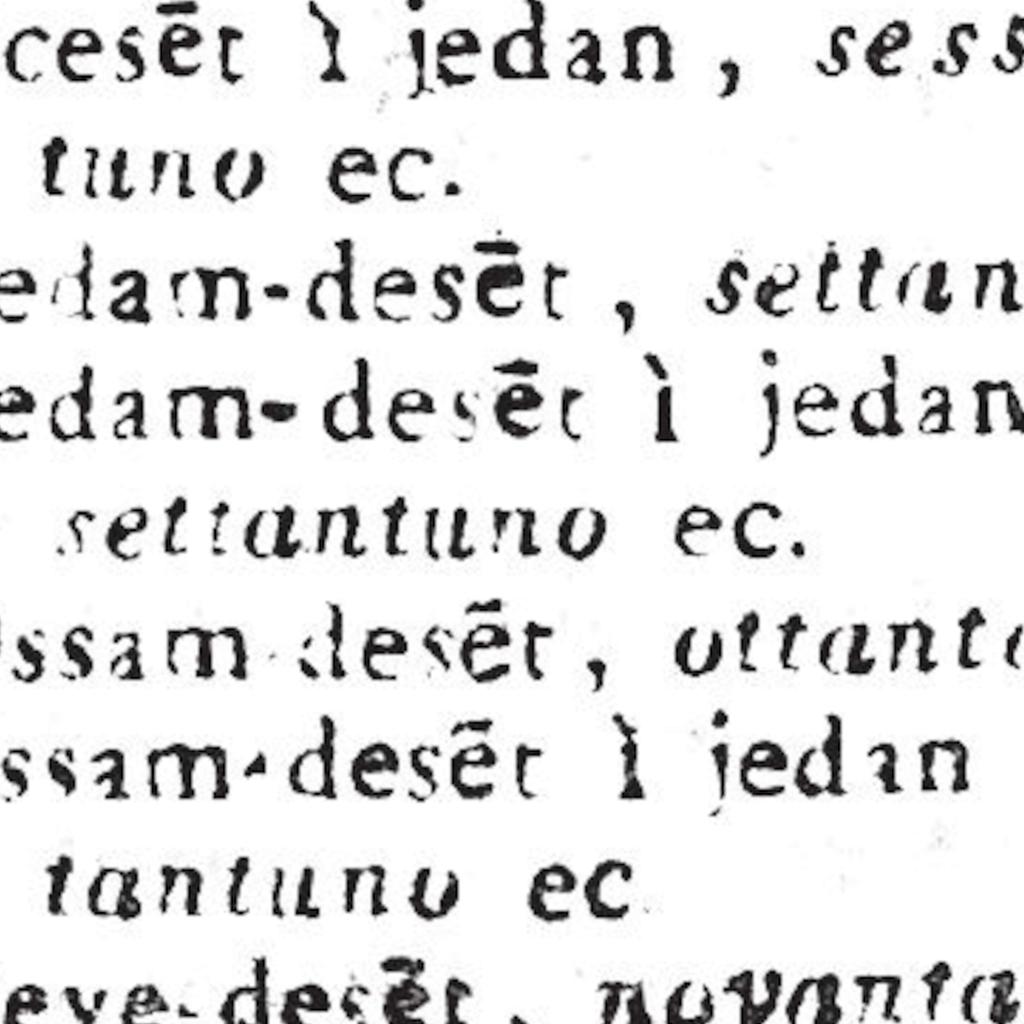 cesēt ì jedan, sess
tuno ec.
edam-desēt, settan
edam-desēt ì jedan
settantuno ec.
ssam-desēt, ottanta
ssam-desēt ì jedan
tantuno ec
eve-desēt, novanta